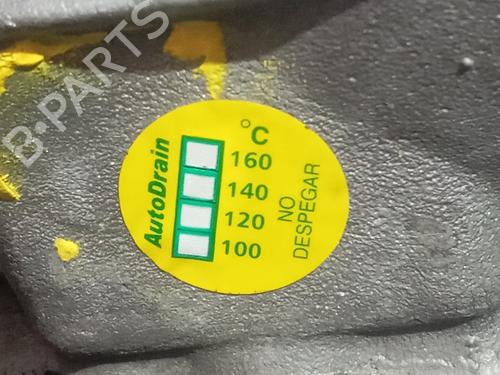 B-PARTS
AutoDrain
°C
160
140
120
100
NO
DESPEGAR